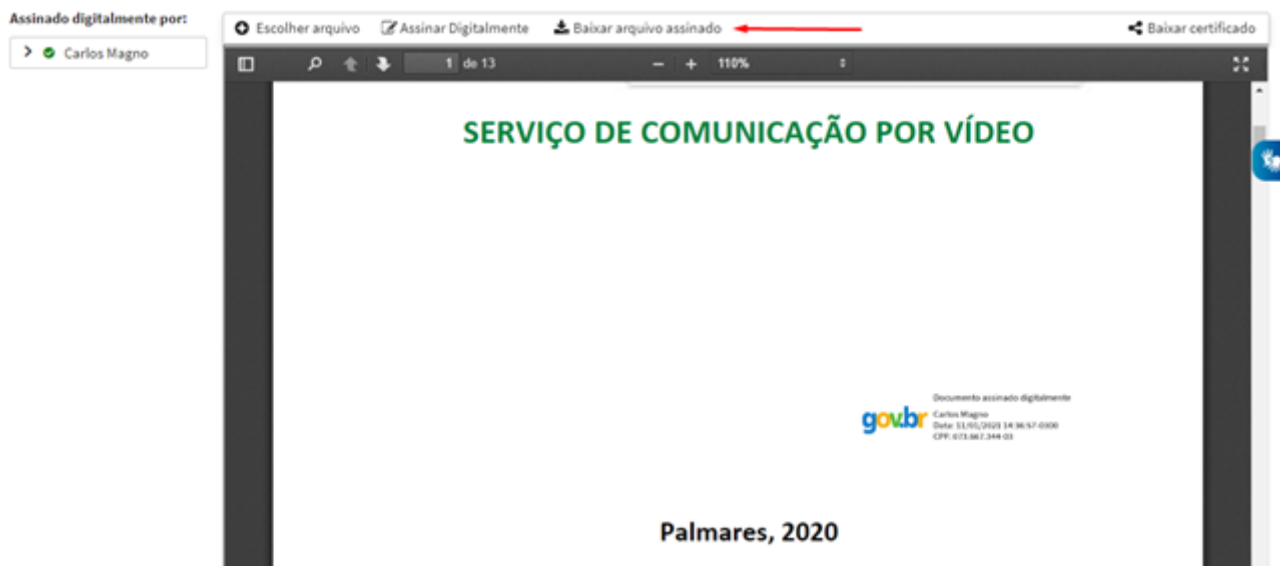 Assinado digitalmente por:
Carlos Magno
Escolher arquivo Assinar Digitalmente Baixar arquivo assinado Baixar certificado
1 de 13 110%
SERVIÇO DE COMUNICAÇÃO POR VÍDEO
gov.br
Documento assinado digitalmente
Carlos Magno
Palmares, 2020